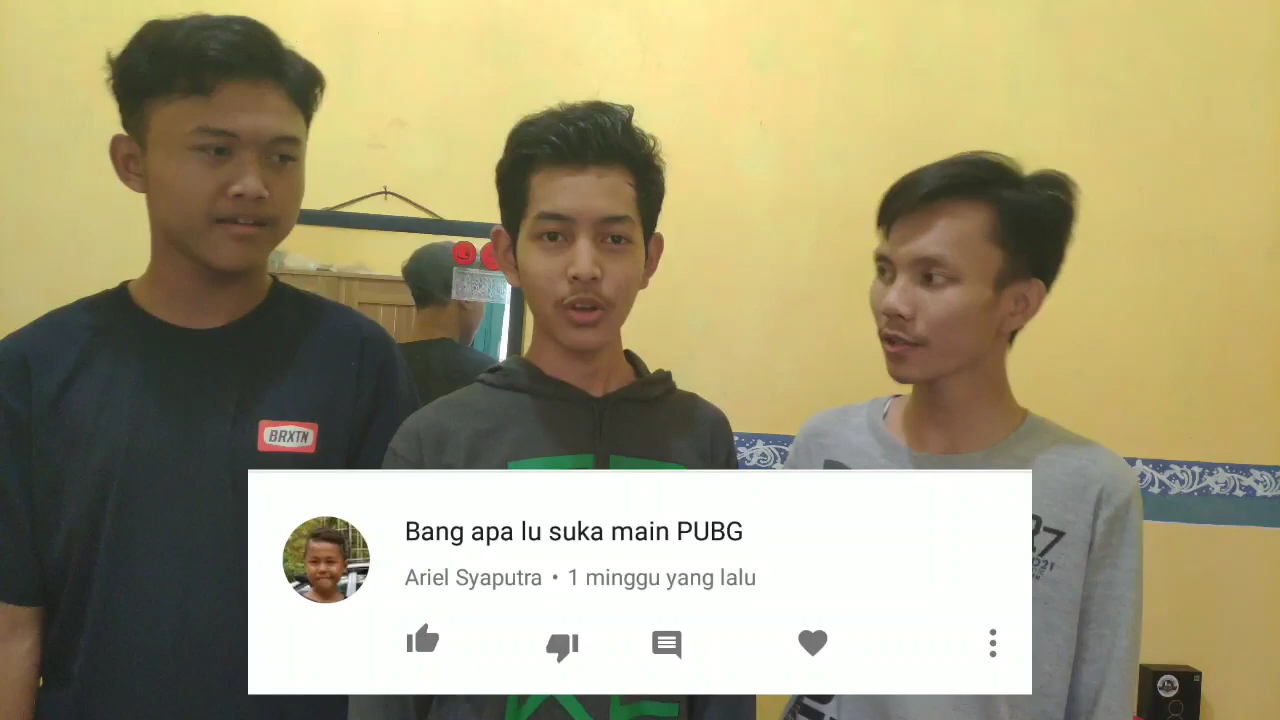 BRXTN
Bang apa lu suka main PUBG
Ariel Syaputra • 1 minggu yang lalu